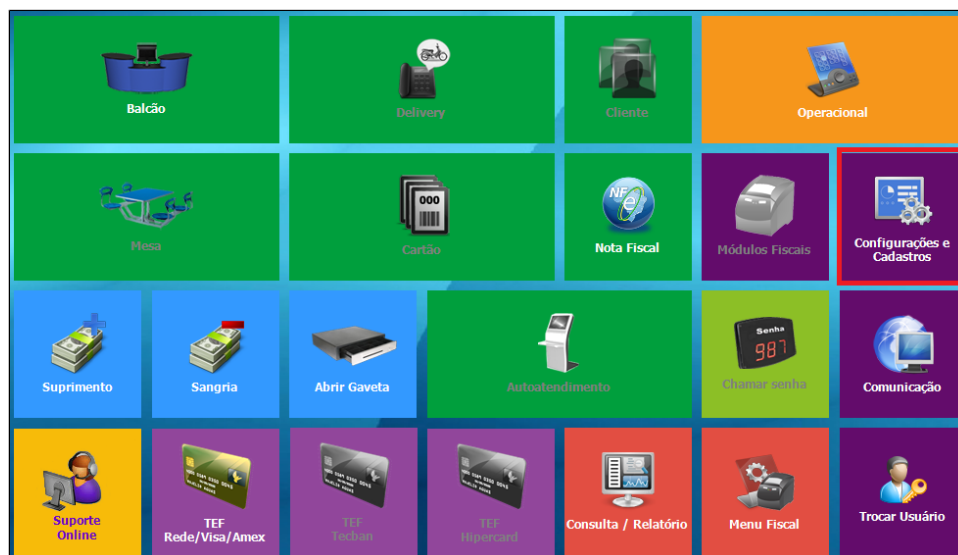 Balcão
Delivery
Cliente
Operacional
Mesa
000
Cartão
NF
e
Nota Fiscal
Módulos Fiscais
Configurações e
Cadastros
Suprimento
Sangria
Abrir Gaveta
Autoatendimento
Senha
987
Chamar senha
Comunicação
Suporte
Online
TEF
Rede/Visa/Amex
TEF
Tecban
TEF
Hipercard
Consulta / Relatório
Menu Fiscal
Trocar Usuário